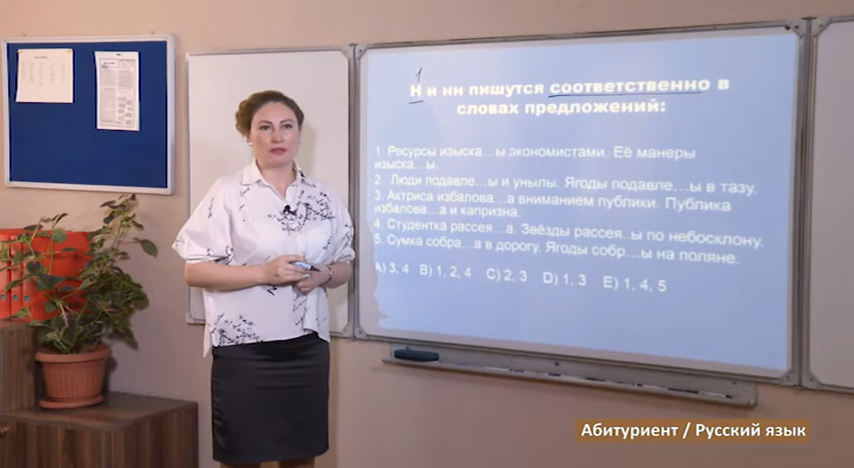 1
Н и нн пишутся соответственно в
словах предложений:
1. Ресурсы изыска...ы экономистами. Её манеры
изыска...ы.
2. Люди подавле...ы и унылы. Ягоды подавле...ы в тазу.
3. Актриса избалова...а вниманием публики. Публика
избалова...а и капризна.
4. Студентка рассея...а. Звёзды рассея..ы по небосклону.
5. Сумка собра...а в дорогу. Ягоды собр...ы на поляне.
A) 3, 4 B) 1, 2, 4 C) 2, 3 D) 1, 3 E) 1, 4, 5
Абитуриент / Русский язык